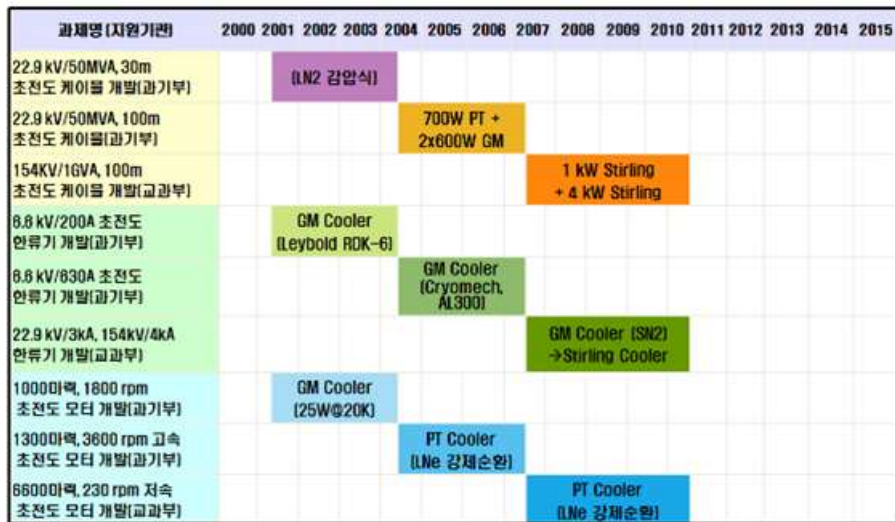 과제명(지원기관) 2000 2001 2002 2003 2004 2005 2006 2007 2008 2009 2010 2011 2012 2013 2014 2015
22.9 kV/50MVA, 30m
초전도 케이블 개발(과기부)
(LN2 감압식)
22.9 kV/50MVA, 100m
초전도 케이블(과기부)
700W PT +
2x600W GM
154KV/1GVA, 100m
초전도 케이블 개발(교과부)
1 kW Stirling
+ 4 kW Stirling
6.6 kV/200A 초전도
한류기 개발(과기부)
GM Cooler
(Leybold RDK-6)
6.6 kV/630A 초전도
한류기 개발(과기부)
GM Cooler
(Cryomech,
AL300)
22.9 kV/3kA, 154kV/4kA
한류기 개발(교과부)
GM Cooler (SN2)
→Stirling Cooler
1000마력, 1800 rpm
초전도 모터 개발(과기부)
GM Cooler
(25W@20K)
1300마력, 3600 rpm 고속
초전도 모터 개발(과기부)
PT Cooler
(LNe 강제순환)
6600마력, 230 rpm 저속
초전도 모터 개발(교과부)
PT Cooler
(LNe 강제순환)